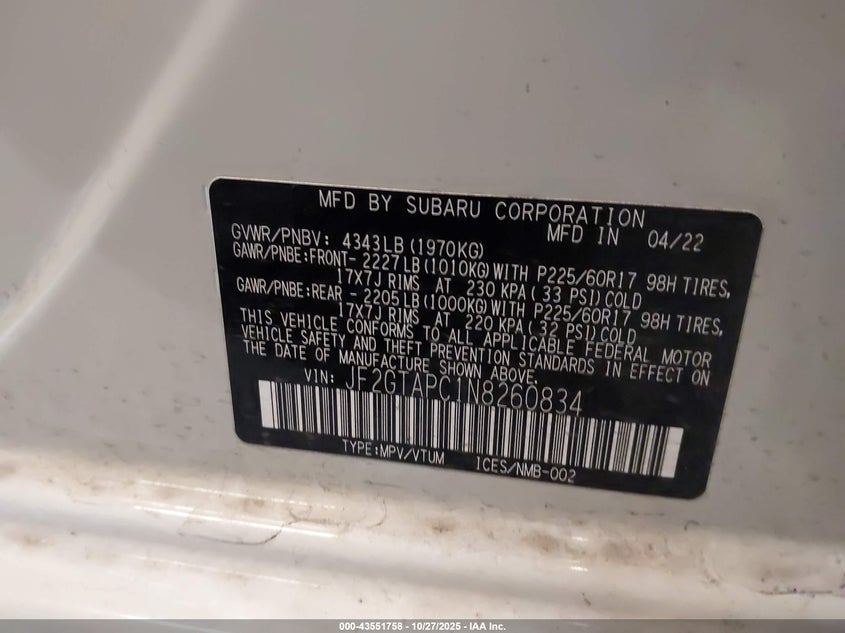 MFD BY SUBARU CORPORATION
MFD IN 04/22
GVWR/PNBV: 4343LB(1970KG)
GAWR/PNBE:FRONT- 2227LB(1010KG)WITH P225/60R17 98H TIRES,
17X7J RIMS AT 230 KPA( 33 PSI)COLD
GAWR/PNBE:REAR - 2205LB(1000KG)WITH P225/60R17 98H TIRES,
17X7J RIMS AT 220 KPA( 32 PSI)COLD
THIS VEHICLE CONFORMS TO ALL APPLICABLE FEDERAL MOTOR
VEHICLE SAFETY AND THEFT PREVENTION STANDARDS IN EFFECT ON
THE DATE OF MANUFACTURE SHOWN ABOVE.
VIN: JF2GTAPC1N8260834
TYPE:MPV/VTUM ICES/NMB-002
000-43551758 - 10/27/2025 - IAA Inc.